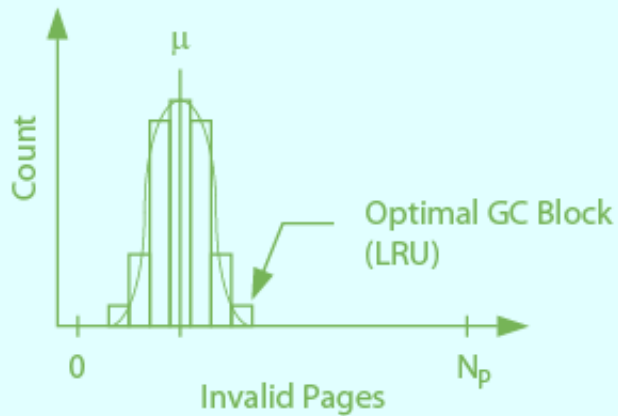 μ
Count
Optimal GC Block
(LRU)
0
Nₚ
Invalid Pages